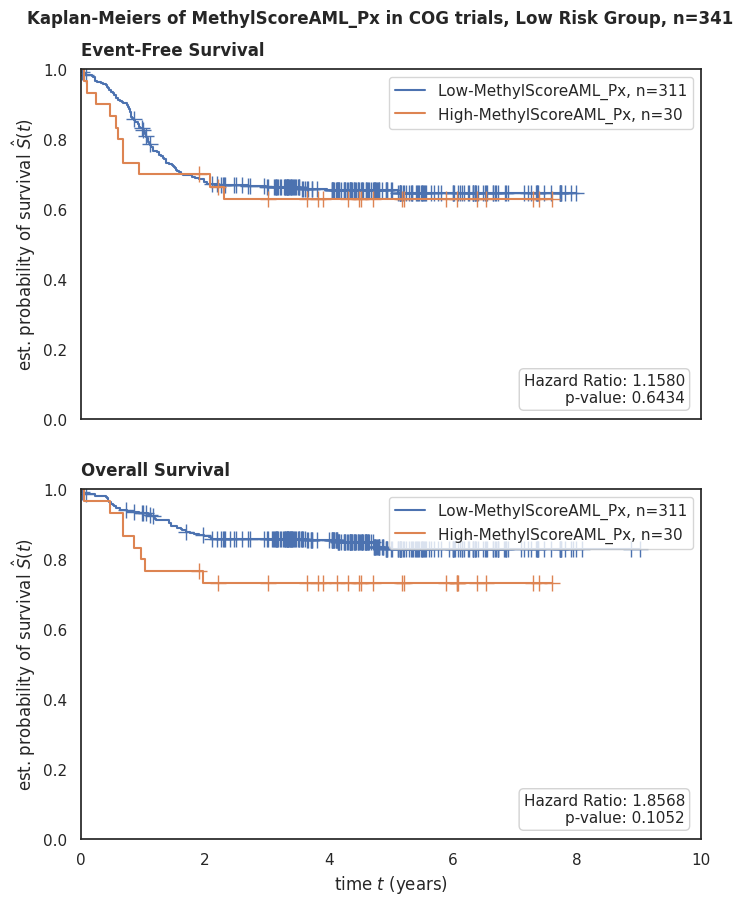 Kaplan-Meiers of MethylScoreAML_Px in COG trials, Low Risk Group, n=341
Event-Free Survival
1.0
0.8
0.6
0.4
0.2
0.0
est. probability of survival Ŝ(t)
Low-MethylScoreAML_Px, n=311
High-MethylScoreAML_Px, n=30
Hazard Ratio: 1.1580
p-value: 0.6434
Overall Survival
1.0
0.8
0.6
0.4
0.2
0.0
est. probability of survival Ŝ(t)
Low-MethylScoreAML_Px, n=311
High-MethylScoreAML_Px, n=30
Hazard Ratio: 1.8568
p-value: 0.1052
0 2 4 6 8 10
time t (years)